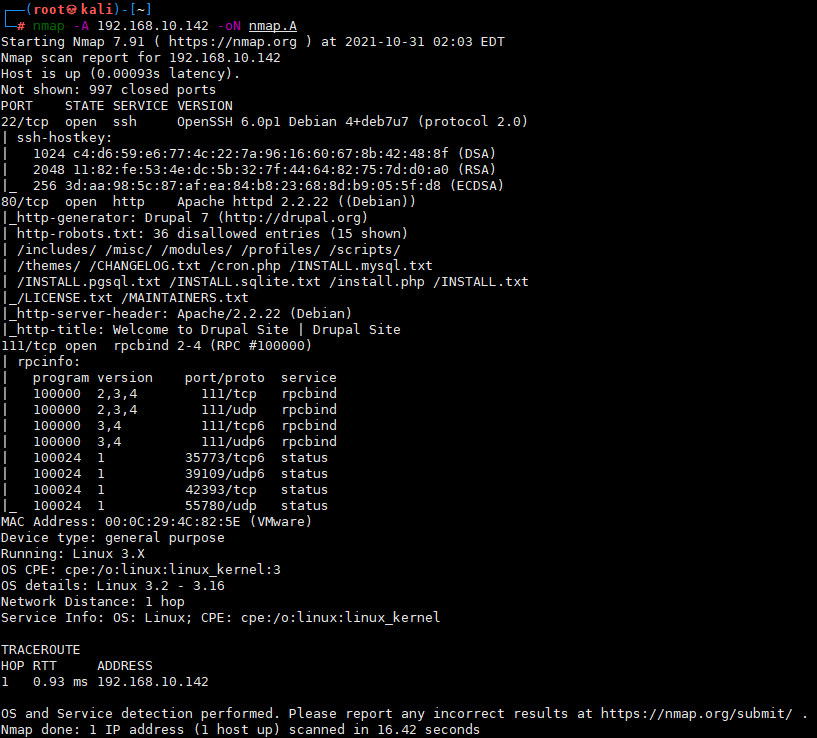 ┌──(root㉿kali)-[~]
└─# nmap -A 192.168.10.142 -oN nmap.A
Starting Nmap 7.91 ( https://nmap.org ) at 2021-10-31 02:03 EDT
Nmap scan report for 192.168.10.142
Host is up (0.00093s latency).
Not shown: 997 closed ports
PORT    STATE SERVICE VERSION
22/tcp  open  ssh     OpenSSH 6.0p1 Debian 4+deb7u7 (protocol 2.0)
| ssh-hostkey:
|   1024 c4:d6:59:e6:77:4c:22:7a:96:16:60:67:8b:42:48:8f (DSA)
|   2048 11:82:fe:53:4e:dc:5b:32:7f:44:64:82:75:7d:d0:a0 (RSA)
|_  256 3d:aa:98:5c:87:af:ea:84:b8:23:68:8d:b9:05:5f:d8 (ECDSA)
80/tcp  open  http    Apache httpd 2.2.22 ((Debian))
|_http-generator: Drupal 7 (http://drupal.org)
| http-robots.txt: 36 disallowed entries (15 shown)
| /includes/ /misc/ /modules/ /profiles/ /scripts/
| /themes/ /CHANGELOG.txt /cron.php /INSTALL.mysql.txt
| /INSTALL.pgsql.txt /INSTALL.sqlite.txt /install.php /INSTALL.txt
|_/LICENSE.txt /MAINTAINERS.txt
|_http-server-header: Apache/2.2.22 (Debian)
|_http-title: Welcome to Drupal Site | Drupal Site
111/tcp open  rpcbind 2-4 (RPC #100000)
| rpcinfo:
|   program version    port/proto  service
|   100000  2,3,4        111/tcp   rpcbind
|   100000  2,3,4        111/udp   rpcbind
|   100000  3,4          111/tcp6  rpcbind
|   100000  3,4          111/udp6  rpcbind
|   100024  1          35773/tcp6  status
|   100024  1          39109/udp6  status
|   100024  1          42393/tcp   status
|_  100024  1          55780/udp   status
MAC Address: 00:0C:29:4C:82:5E (VMware)
Device type: general purpose
Running: Linux 3.X
OS CPE: cpe:/o:linux:linux_kernel:3
OS details: Linux 3.2 - 3.16
Network Distance: 1 hop
Service Info: OS: Linux; CPE: cpe:/o:linux:linux_kernel

TRACEROUTE
HOP RTT     ADDRESS
1   0.93 ms 192.168.10.142

OS and Service detection performed. Please report any incorrect results at https://nmap.org/submit/ .
Nmap done: 1 IP address (1 host up) scanned in 16.42 seconds